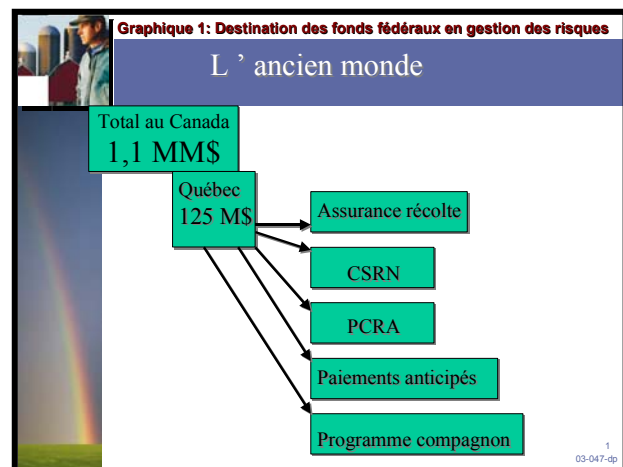 Graphique 1: Destination des fonds fédéraux en gestion des risques
L ’ ancien monde
Total au Canada
1,1 MM$
Québec
125 M$
Assurance récolte
CSRN
PCRA
Paiements anticipés
Programme compagnon
1
03-047-dp